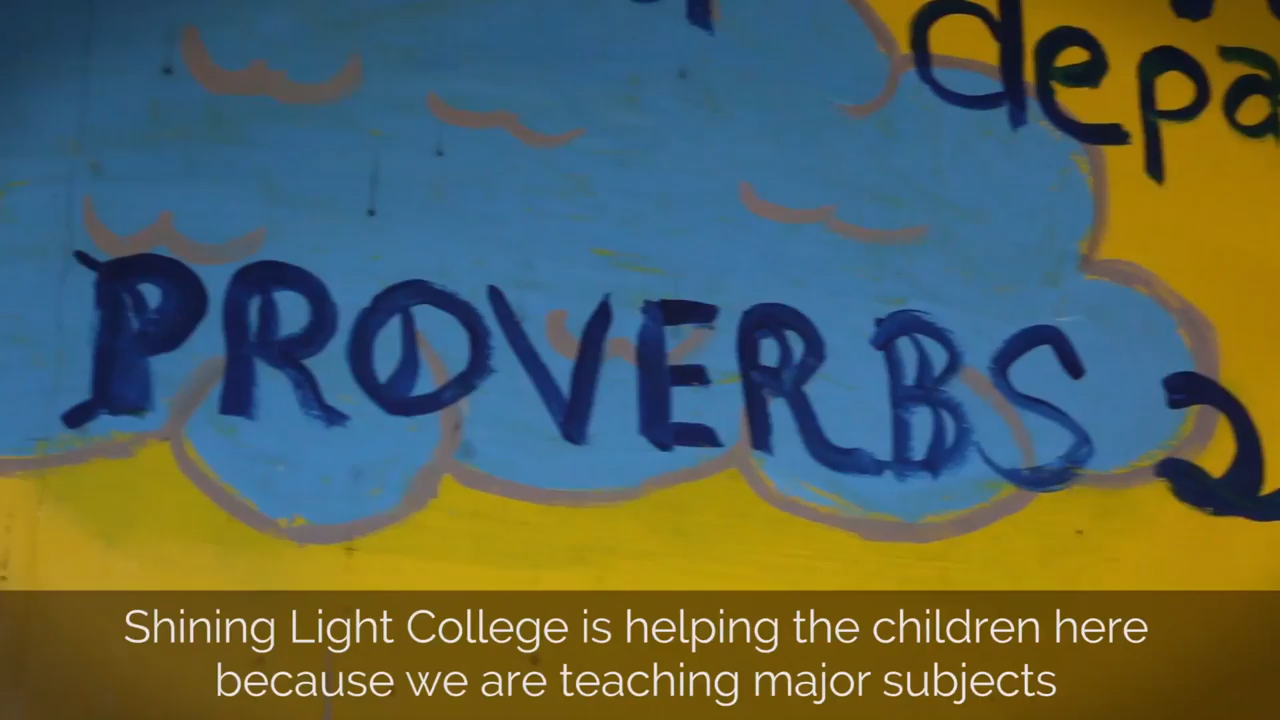 depa
PROVERBS 2
Shining Light College is helping the children here
because we are teaching major subjects